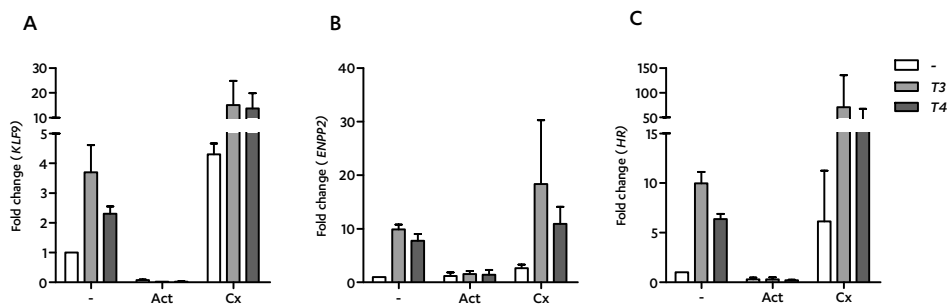 A
Fold change (KLF9)
30
20
10
5
4
3
2
1
0
- Act Cx
B
Fold change (ENPP2)
40
30
20
10
0
- Act Cx
C
Fold change (HR)
150
100
50
15
10
5
0
- Act Cx
-
T3
T4